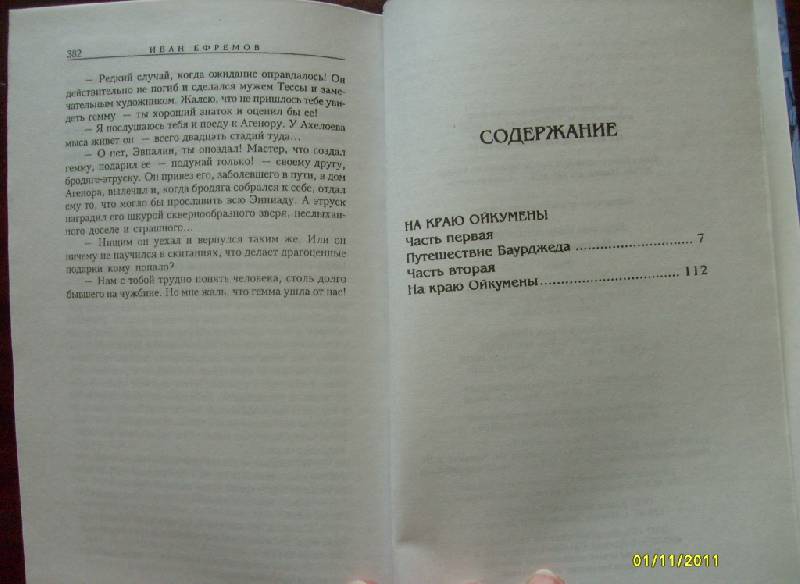 382
ИВАН ЕФРЕМОВ
— Редкий случай, когда ожидание оправдалось! Он
действительно не погиб и сделался мужем Тессы и заме-
чательным художником. Жалею, что не пришлось тебе уви-
деть гемму — ты хороший знаток и оценил бы ее!
— Я послушаюсь тебя и поеду к Агенору. У Ахелоева
мыса живет он — всего двадцать стадий туда...
— О нет, Эвпалин, ты опоздал! Мастер, что создал
гемму, подарил ее — подумай только! — своему другу,
бродяге-этруску. Он привез его, заболевшего в пути, в дом
Агенора, вылечил и, когда бродяга собрался к себе, отдал
ему то, что могло бы прославить всю Энниаду. А этруск
наградил его шкурой сквернообразного зверя, неслыхан-
ного доселе и страшного...
— Нищим он уехал и вернулся таким же. Или он
ничему не научился в скитаниях, что делает драгоценные
подарки кому попало?
— Нам с тобой трудно понять человека, столь долго
бывшего на чужбине. Но мне жаль, что гемма ушла от нас!
СОДЕРЖАНИЕ
НА КРАЮ ОЙКУМЕНЫ
Часть первая
Путешествие Баурджеда ................... 7
Часть вторая
На краю Ойкумены......................... 112
01/11/2011